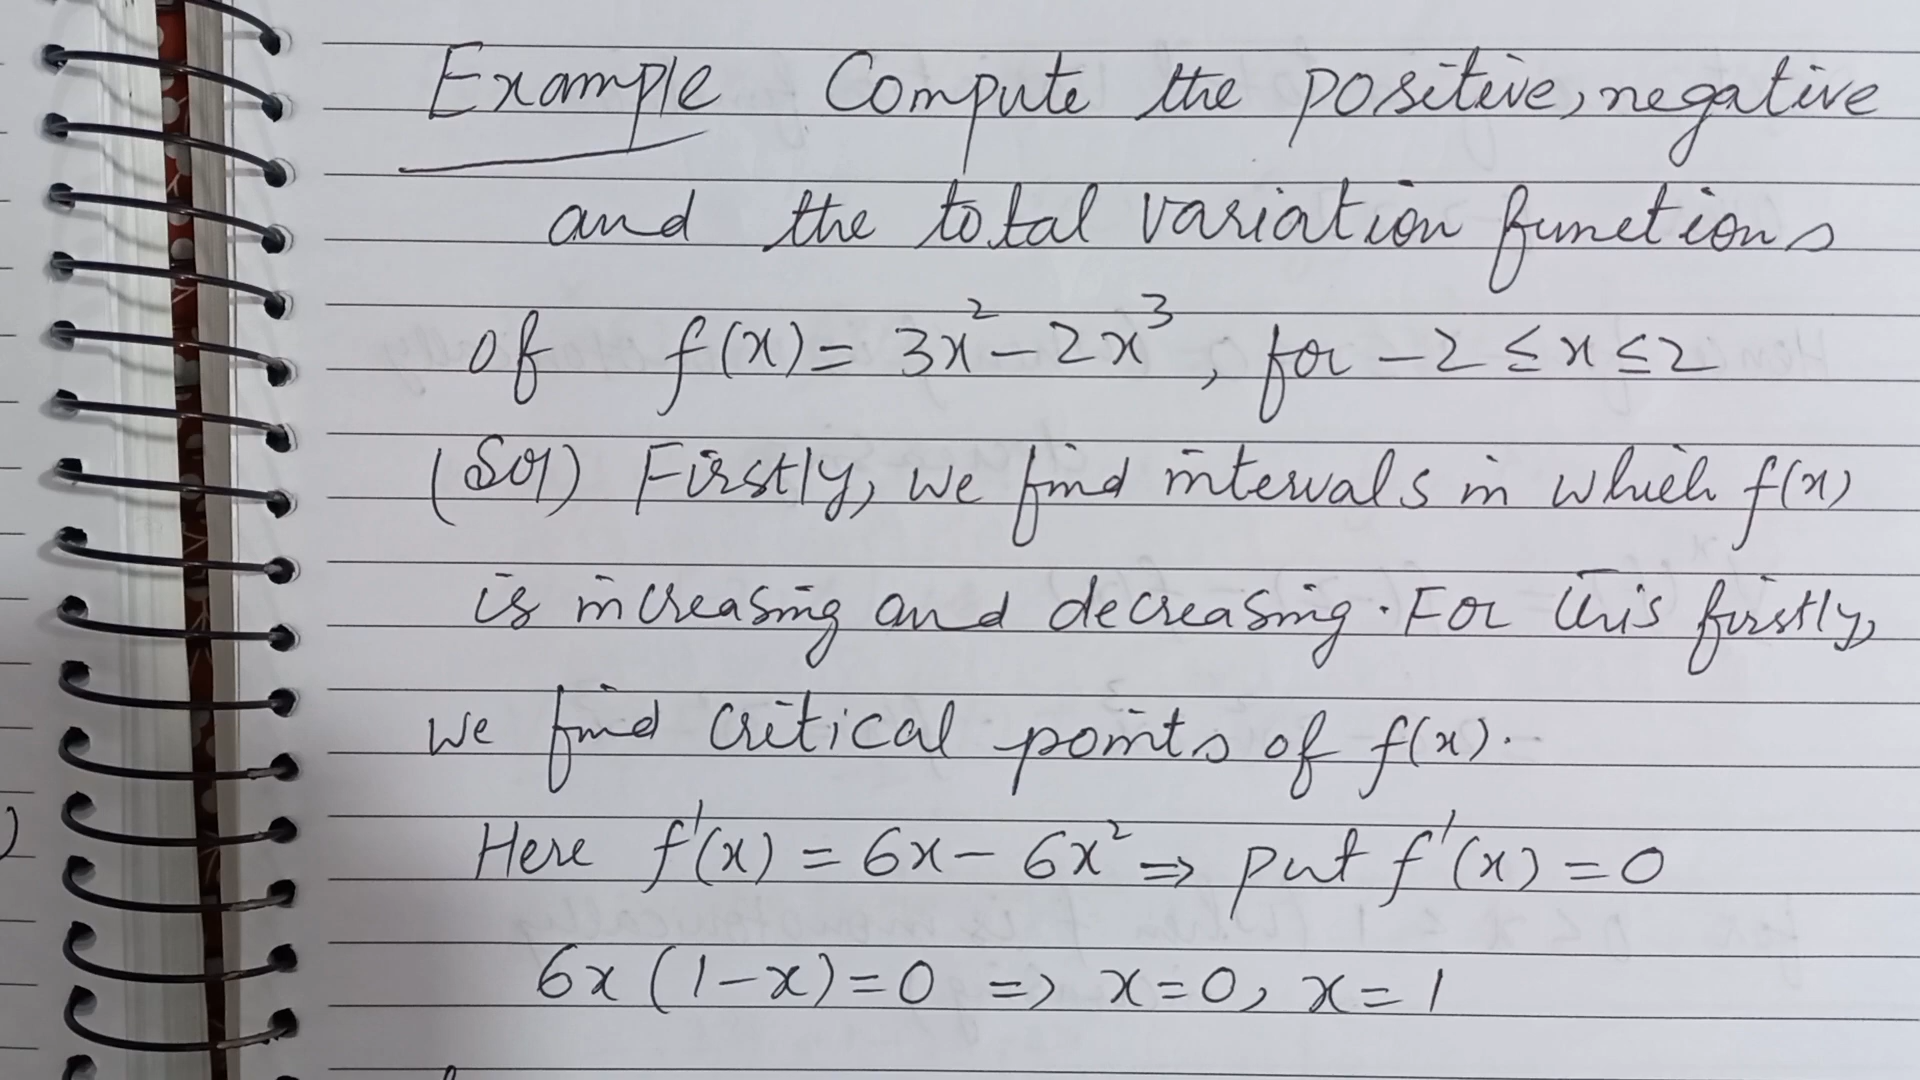 Example Compute the positive, negative
and the total variation functions
of f(x) = 3x² - 2x³, for -2 ≤ x ≤ 2
(Sol) Firstly, we find intervals in which f(x)
is increasing and decreasing. For this firstly,
we find critical points of f(x).
Here f'(x) = 6x - 6x² ⇒ put f'(x) = 0
6x (1-x) = 0 ⇒ x=0, x=1